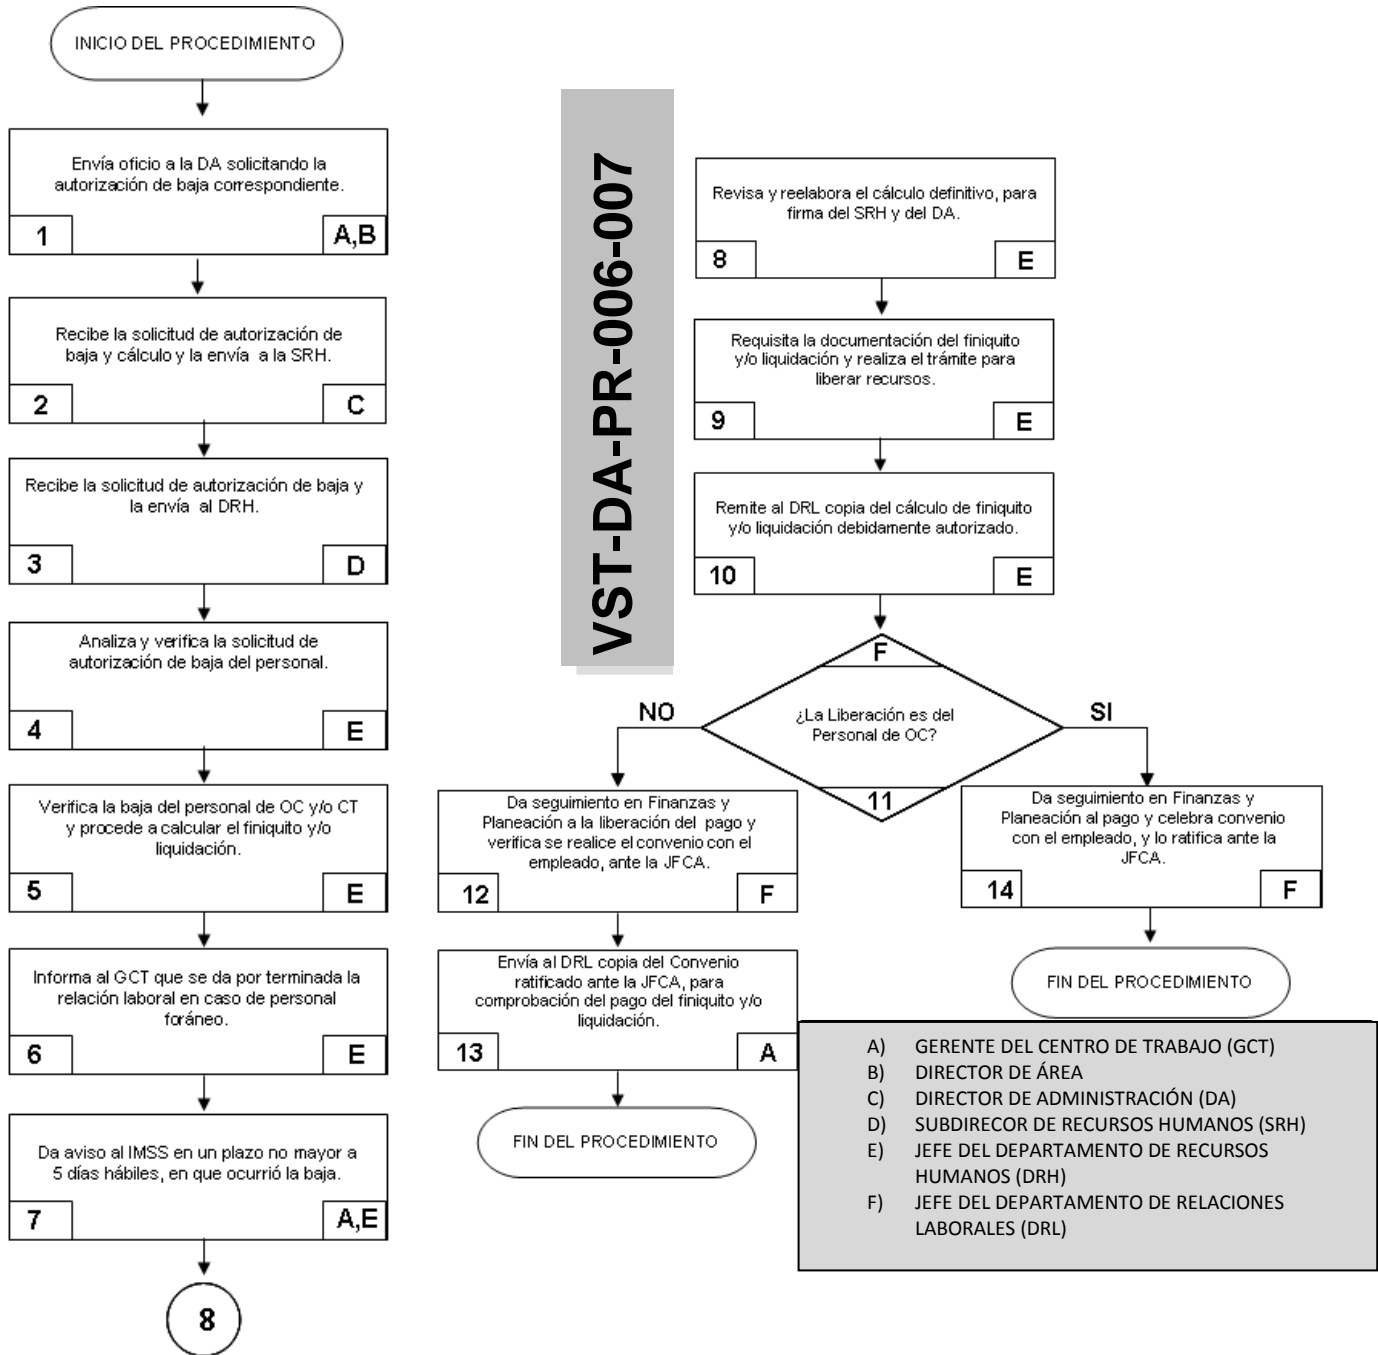 INICIO DEL PROCEDIMIENTO
Envía oficio a la DA solicitando la
autorización de baja correspondiente.
1
A,B
Recibe la solicitud de autorización de
baja y cálculo y la envía a la SRH.
2
C
Recibe la solicitud de autorización de baja y
la envía al DRH.
3
D
Analiza y verifica la solicitud de
autorización de baja del personal.
4
E
Verifica la baja del personal de OC y/o CT
y procede a calcular el finiquito y/o
liquidación.
5
E
Informa al GCT que se da por terminada la
relación laboral en caso de personal
foráneo.
6
E
Da aviso al IMSS en un plazo no mayor a
5 días hábiles, en que ocurrió la baja.
7
A,E
8
VST-DA-PR-006-007
Revisa y reelabora el cálculo definitivo, para
firma del SRH y del DA.
8
E
Requisita la documentación del finiquito
y/o liquidación y realiza el trámite para
liberar recursos.
9
E
Remite al DRL copia del cálculo de finiquito
y/o liquidación debidamente autorizado.
10
E
F
¿La Liberación es del
Personal de OC?
11
NO
SI
Da seguimiento en Finanzas y
Planeación a la liberación del pago y
verifica se realice el convenio con el
empleado, ante la JFCA.
12
F
Envía al DRL copia del Convenio
ratificado ante la JFCA, para
comprobación del pago del finiquito y/o
liquidación.
13
A
FIN DEL PROCEDIMIENTO
Da seguimiento en Finanzas y
Planeación al pago y celebra convenio
con el empleado, y lo ratifica ante la
JFCA.
14
F
FIN DEL PROCEDIMIENTO
A) GERENTE DEL CENTRO DE TRABAJO (GCT)
B) DIRECTOR DE ÁREA
C) DIRECTOR DE ADMINISTRACIÓN (DA)
D) SUBDIRECOR DE RECURSOS HUMANOS (SRH)
E) JEFE DEL DEPARTAMENTO DE RECURSOS
HUMANOS (DRH)
F) JEFE DEL DEPARTAMENTO DE RELACIONES
LABORALES (DRL)